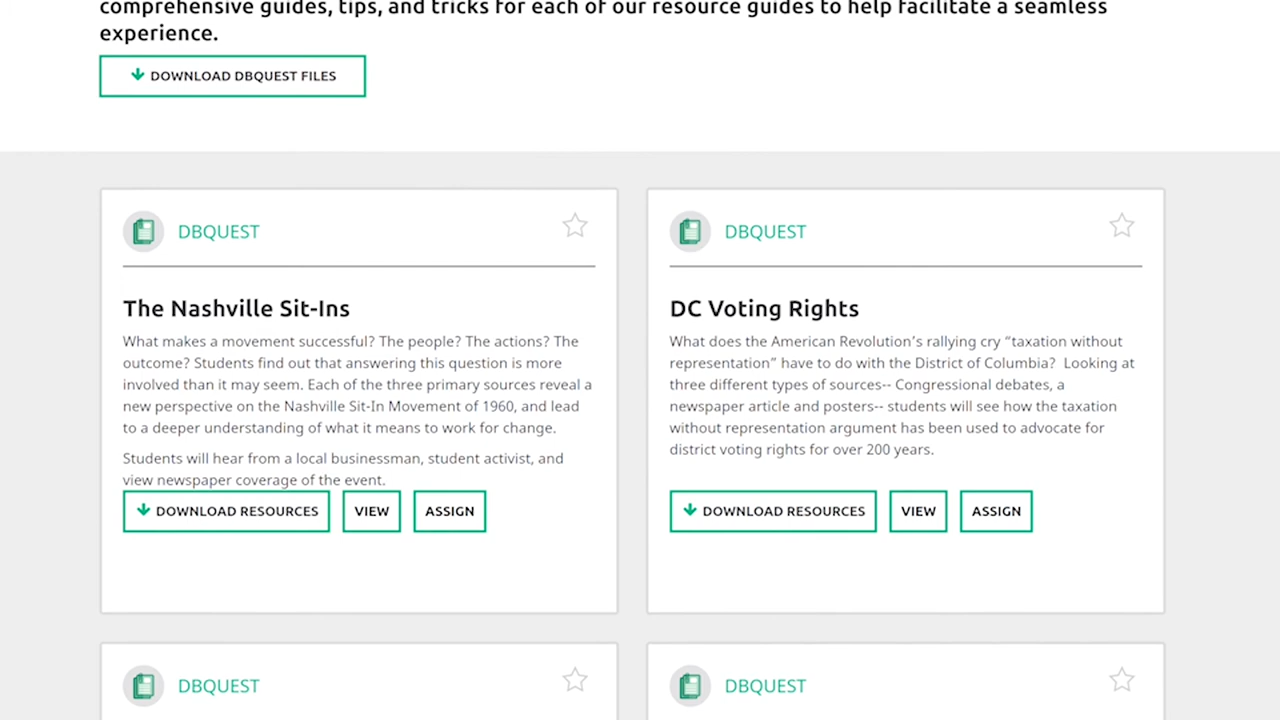 comprehensive guides, tips, and tricks for each of our resource guides to help facilitate a seamless
experience.
DOWNLOAD DBQUEST FILES
DBQUEST
The Nashville Sit-Ins
What makes a movement successful? The people? The actions? The
outcome? Students find out that answering this question is more
involved than it may seem. Each of the three primary sources reveal a
new perspective on the Nashville Sit-In Movement of 1960, and lead
to a deeper understanding of what it means to work for change.
Students will hear from a local businessman, student activist, and
view newspaper coverage of the event.
DOWNLOAD RESOURCES VIEW ASSIGN
DBQUEST
DC Voting Rights
What does the American Revolution’s rallying cry “taxation without
representation” have to do with the District of Columbia?  Looking at
three different types of sources-- Congressional debates, a
newspaper article and posters-- students will see how the taxation
without representation argument has been used to advocate for
district voting rights for over 200 years.
DOWNLOAD RESOURCES VIEW ASSIGN
DBQUEST
DBQUEST